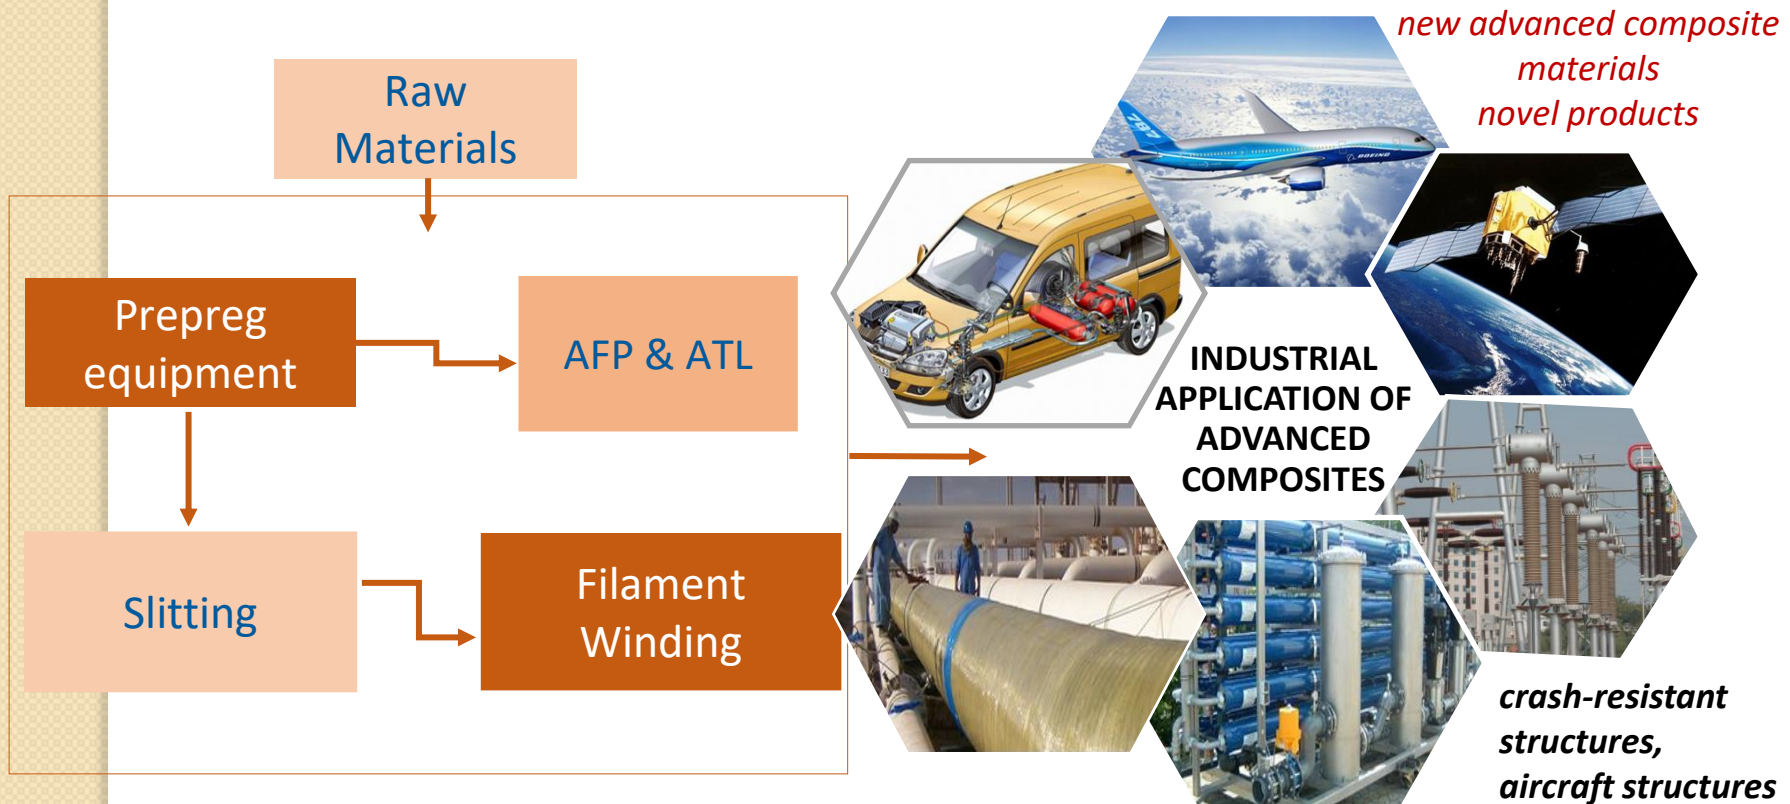 Raw
Materials
Prepreg
equipment
AFP & ATL
Slitting
Filament
Winding
new advanced composite
materials
novel products
787
BOEING
INDUSTRIAL
APPLICATION OF
ADVANCED
COMPOSITES
crash-resistant
structures,
aircraft structures